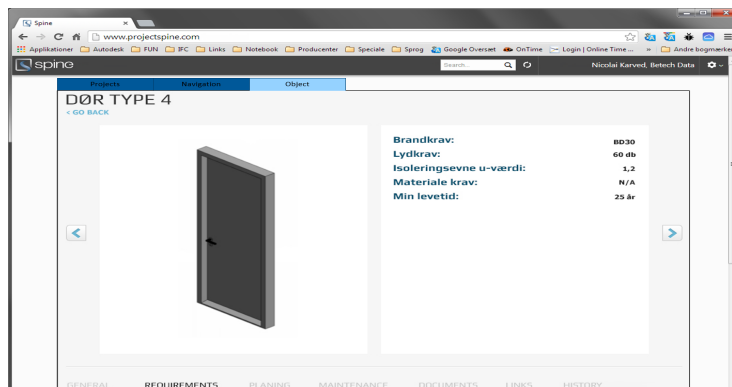 Spine
www.projectspine.com
Applikationer Autodesk FUN IFC Links Notebook Producenter Speciale Sprog Google Oversæt OnTime Login | Online Time ... » Andre bogmærker
spine Search... Nicolai Karved, Betech Data
Projects Navigation Object
DØR TYPE 4
< GO BACK
Brandkrav: BD30
Lydkrav: 60 db
Isoleringsevne u-værdi: 1,2
Materiale krav: N/A
Min levetid: 25 år
GENERAL REQUIREMENTS PLANING MAINTENANCE DOCUMENTS LINKS HISTORY